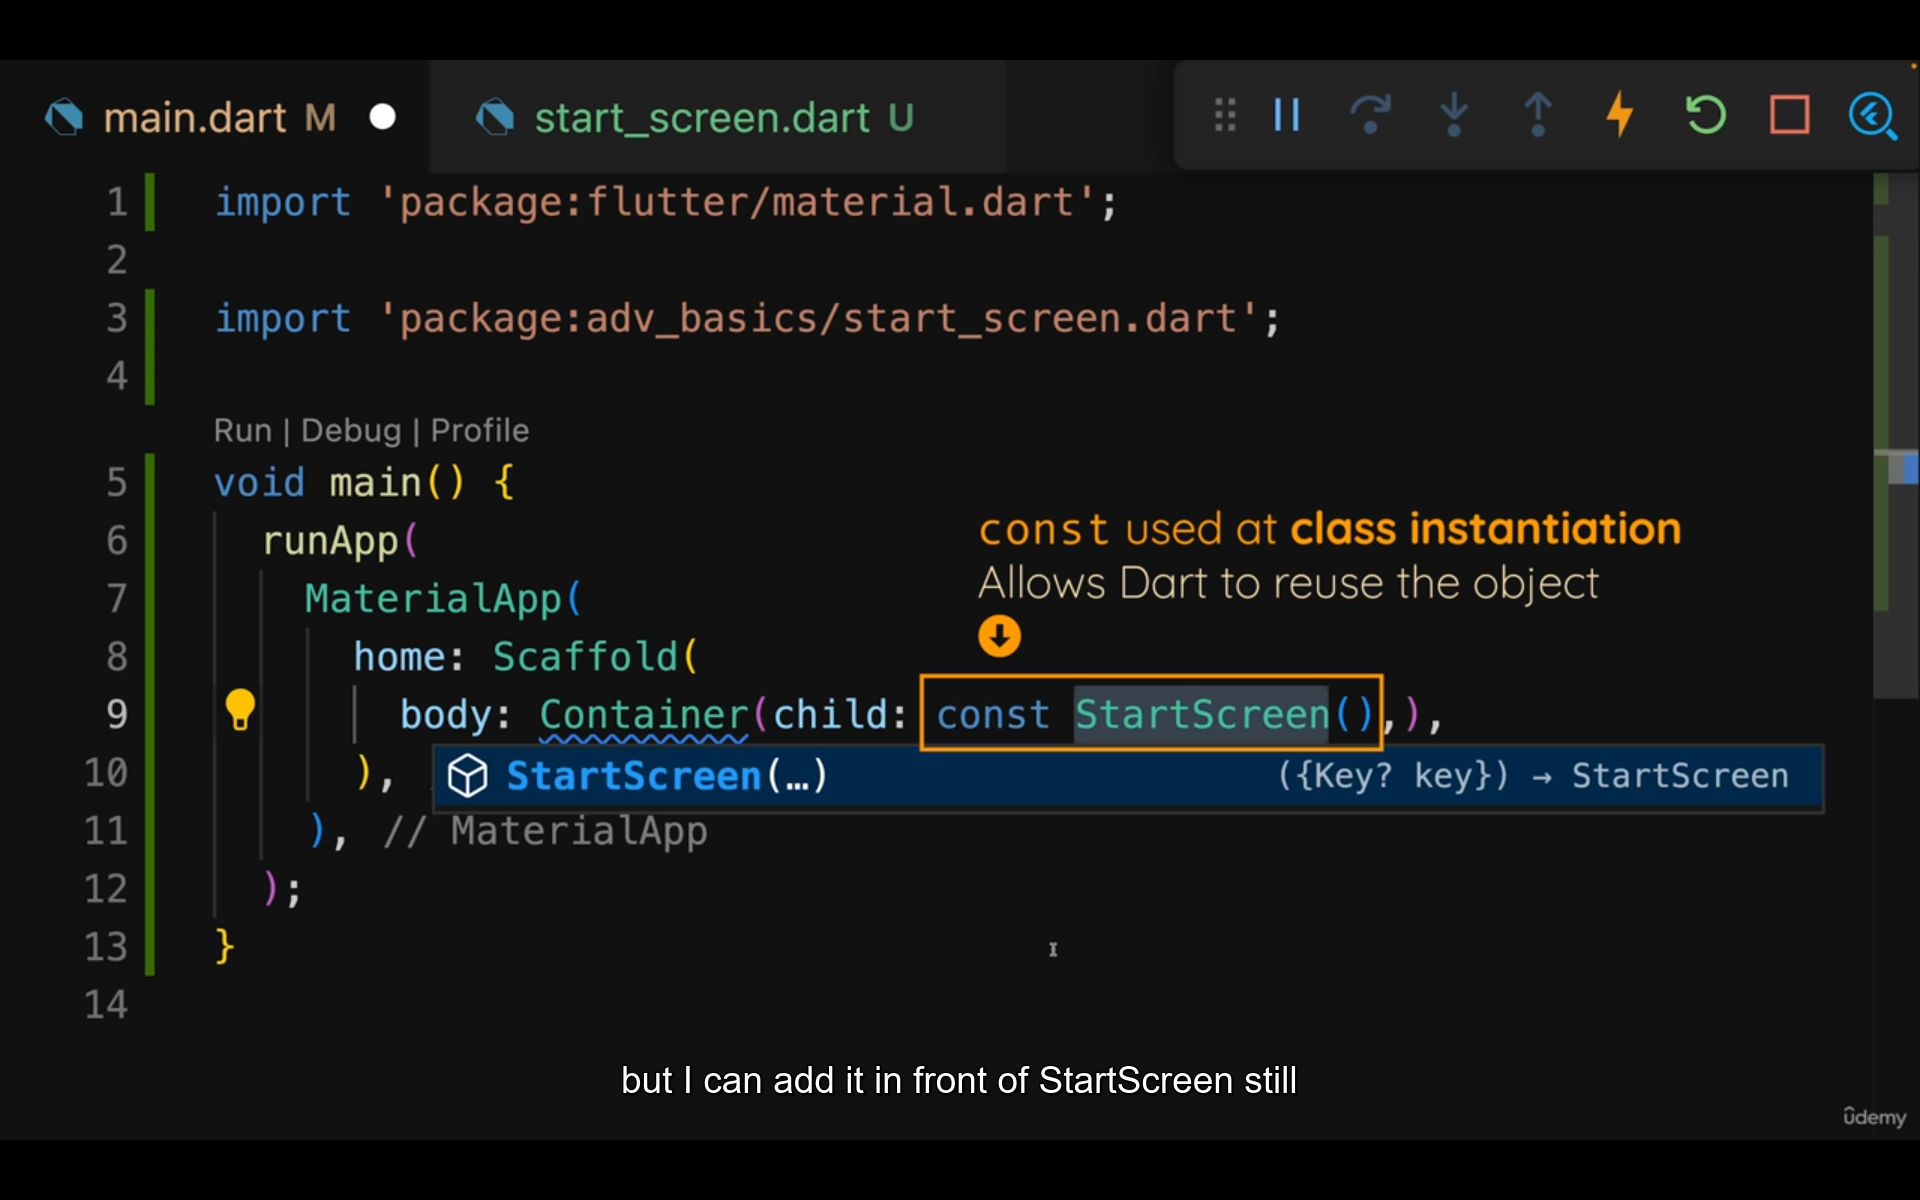 main.dart M
start_screen.dart U
1 import 'package:flutter/material.dart';
2
3 import 'package:adv_basics/start_screen.dart';
4
Run | Debug | Profile
5 void main() {
6 runApp(
7 MaterialApp(
8 home: Scaffold(
9 body: Container(child: const StartScreen(),),
10 ),
11 ), // MaterialApp
12 );
13 }
14
const used at class instantiation
Allows Dart to reuse the object
StartScreen(…) ({Key? key}) → StartScreen
but I can add it in front of StartScreen still
ûdemy